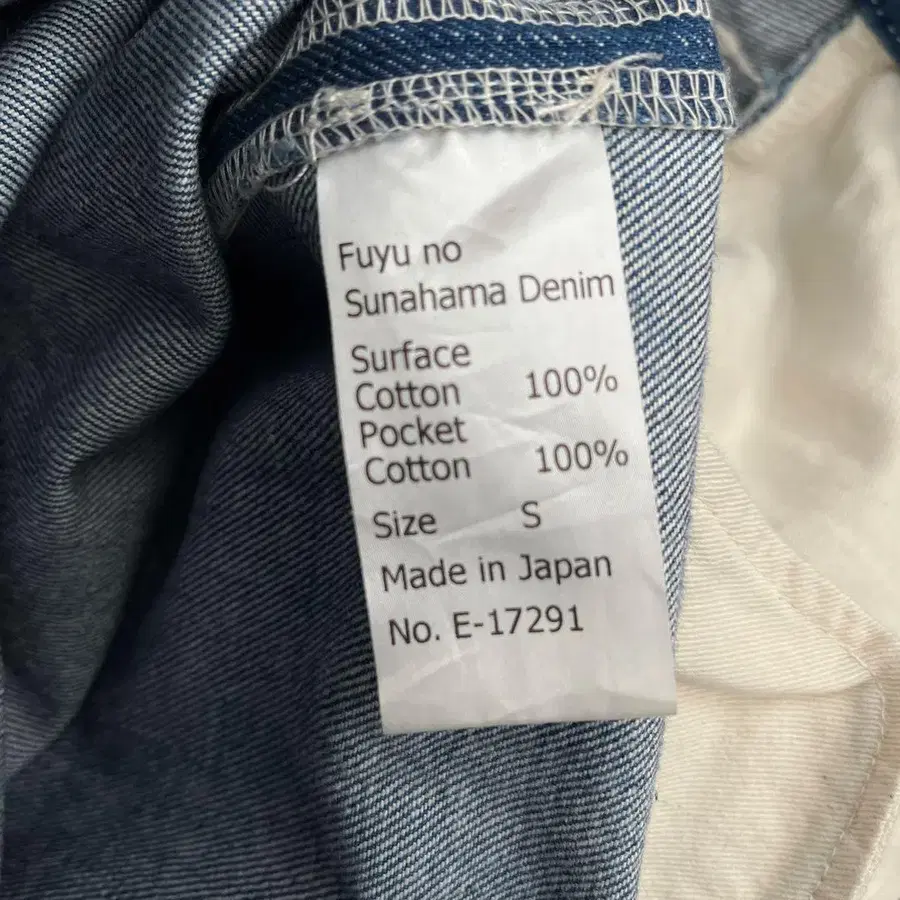 Fuyu no
Sunahama Denim
Surface
Cotton 100%
Pocket
Cotton 100%
Size S
Made in Japan
No. E-17291